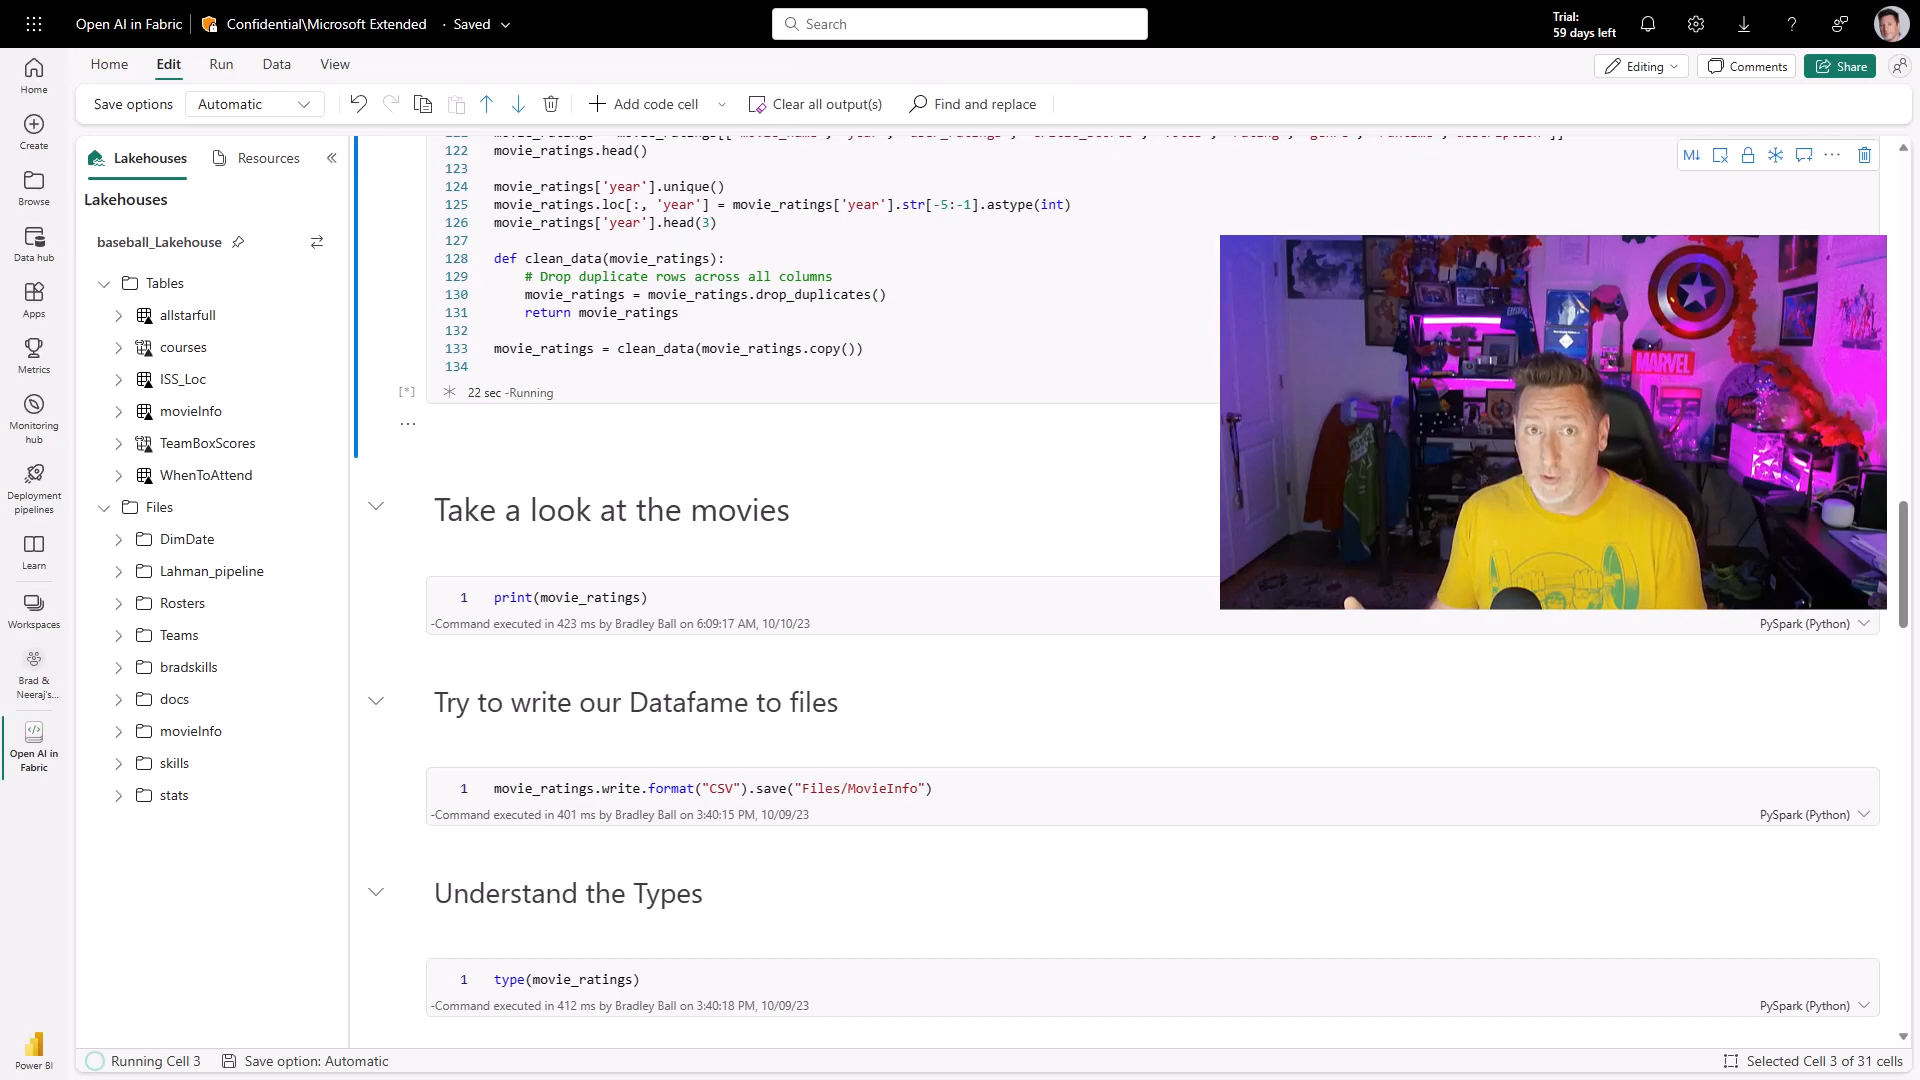 Open AI in Fabric
Confidential\Microsoft Extended
· Saved
Search
Trial:
59 days left
Home
Edit
Run
Data
View
Editing
Comments
Share
Save options
Automatic
Add code cell
Clear all output(s)
Find and replace
Home
Create
Browse
Data hub
Apps
Metrics
Monitoring
hub
Deployment
pipelines
Learn
Workspaces
Brad &
Neeraj's...
Open AI in
Fabric
Power BI
Lakehouses
Resources
Lakehouses
baseball_Lakehouse
Tables
allstarfull
courses
ISS_Loc
movieInfo
TeamBoxScores
WhenToAttend
Files
DimDate
Lahman_pipeline
Rosters
Teams
bradskills
docs
movieInfo
skills
stats
122 movie_ratings.head()
123
124 movie_ratings['year'].unique()
125 movie_ratings.loc[:, 'year'] = movie_ratings['year'].str[-5:-1].astype(int)
126 movie_ratings['year'].head(3)
127
128 def clean_data(movie_ratings):
129 # Drop duplicate rows across all columns
130 movie_ratings = movie_ratings.drop_duplicates()
131 return movie_ratings
132
133 movie_ratings = clean_data(movie_ratings.copy())
134
[*] 22 sec -Running
M↓
MARVEL
Take a look at the movies
1 print(movie_ratings)
-Command executed in 423 ms by Bradley Ball on 6:09:17 AM, 10/10/23
PySpark (Python)
Try to write our Datafame to files
1 movie_ratings.write.format("CSV").save("Files/MovieInfo")
-Command executed in 401 ms by Bradley Ball on 3:40:15 PM, 10/09/23
PySpark (Python)
Understand the Types
1 type(movie_ratings)
-Command executed in 412 ms by Bradley Ball on 3:40:18 PM, 10/09/23
PySpark (Python)
Running Cell 3
Save option: Automatic
Selected Cell 3 of 31 cells